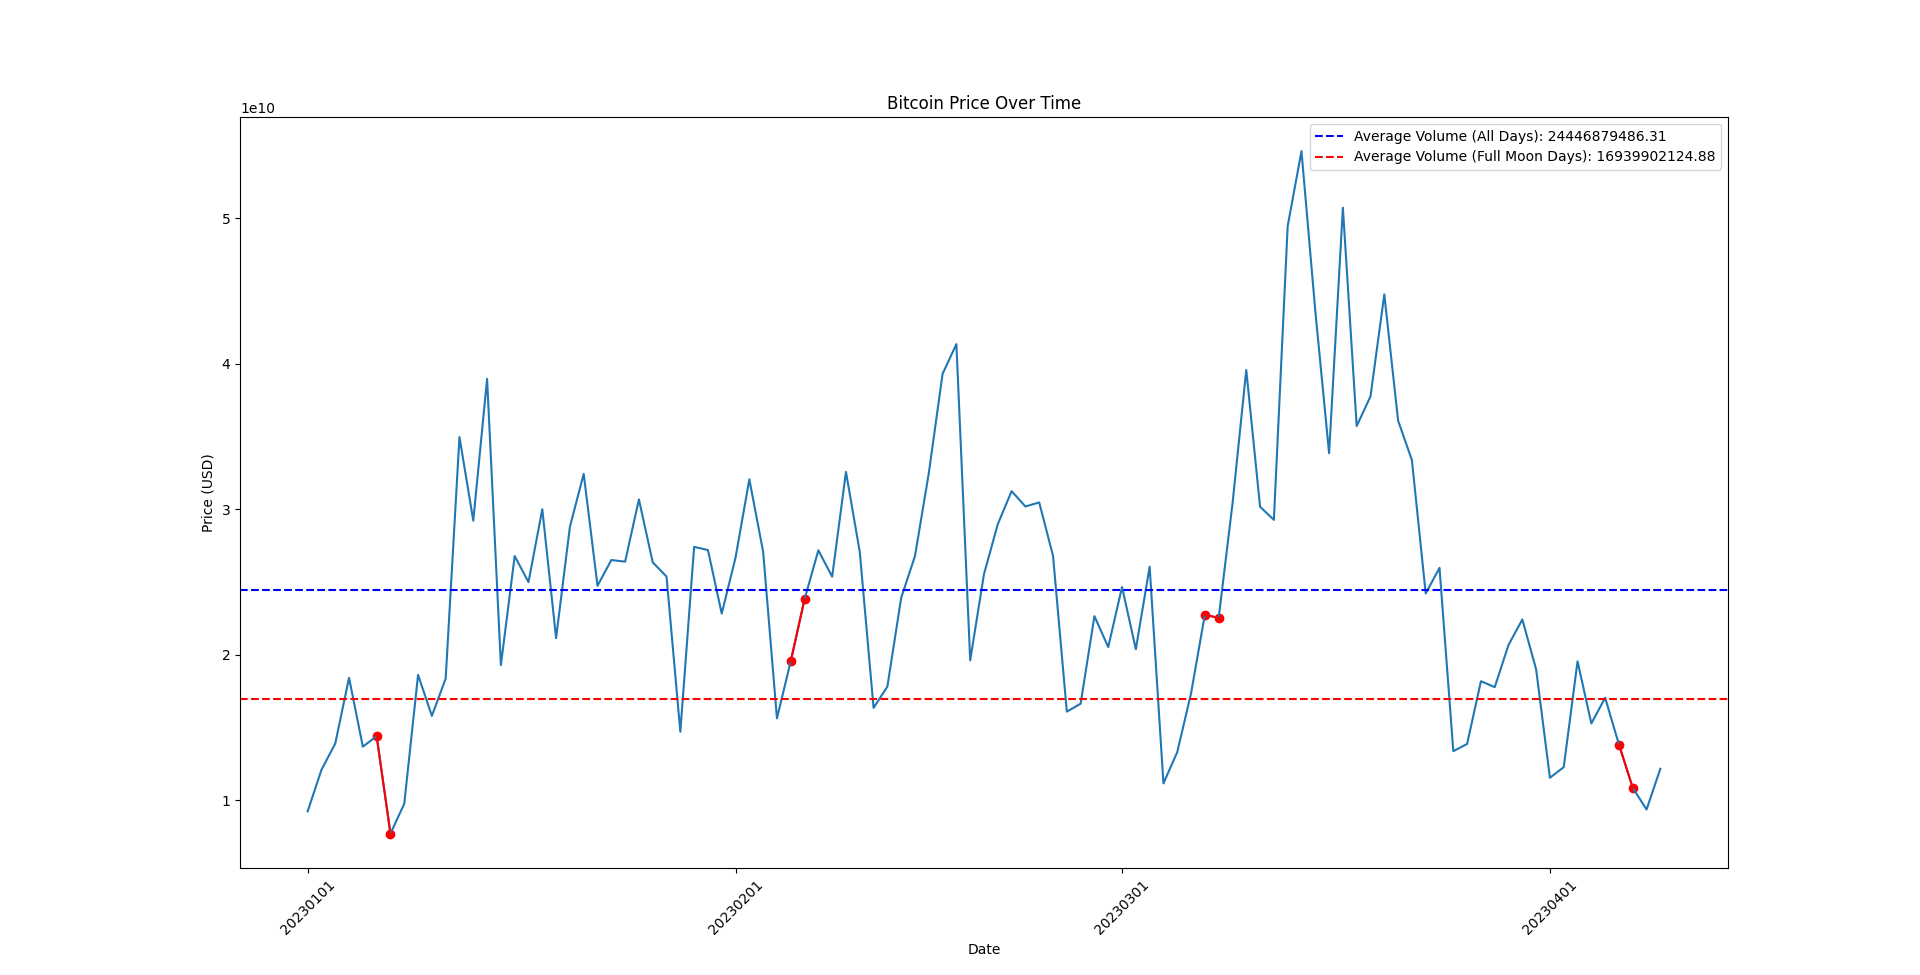 Bitcoin Price Over Time
1e10
Average Volume (All Days): 24446879486.31
Average Volume (Full Moon Days): 16939902124.88
5
4
3
2
1
Price (USD)
20230101
20230201
20230301
20230401
Date